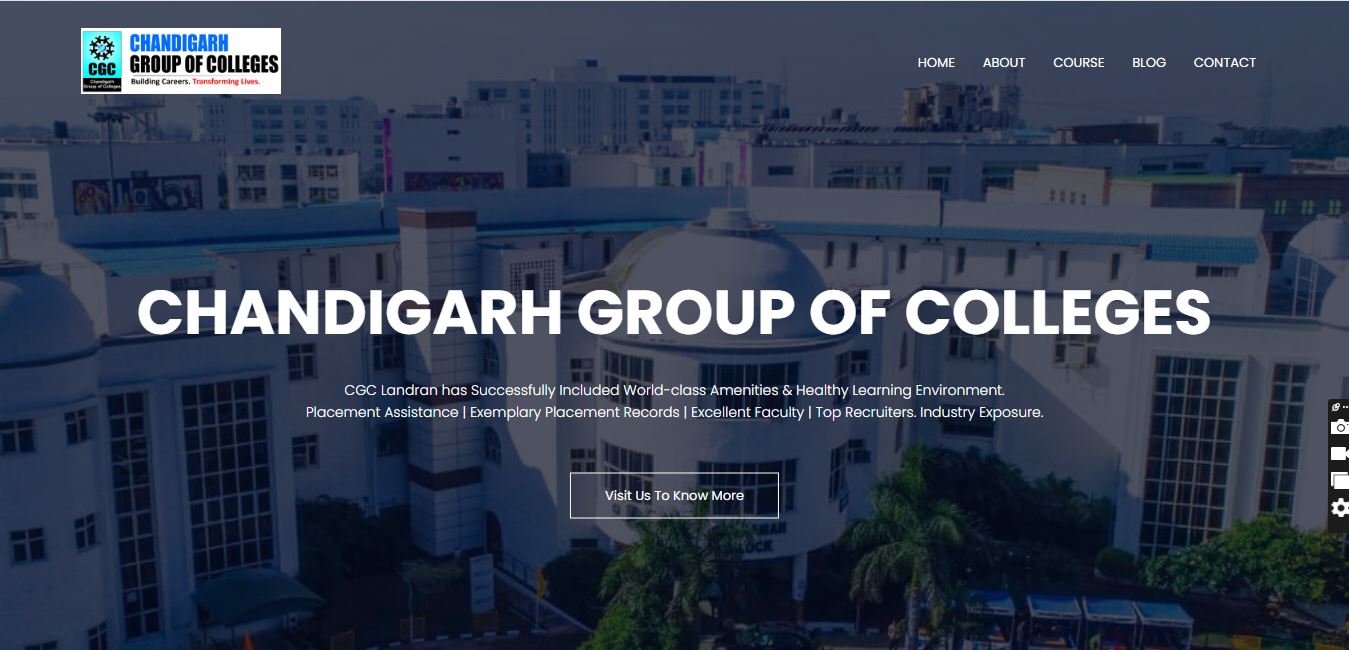 CHANDIGARH
GROUP OF COLLEGES
Building Careers. Transforming Lives.
CGC
Chandigarh
Group of Colleges
HOME ABOUT COURSE BLOG CONTACT
CHANDIGARH GROUP OF COLLEGES
CGC Landran has Successfully Included World-class Amenities & Healthy Learning Environment.
Placement Assistance | Exemplary Placement Records | Excellent Faculty | Top Recruiters. Industry Exposure.
Visit Us To Know More
LOCK